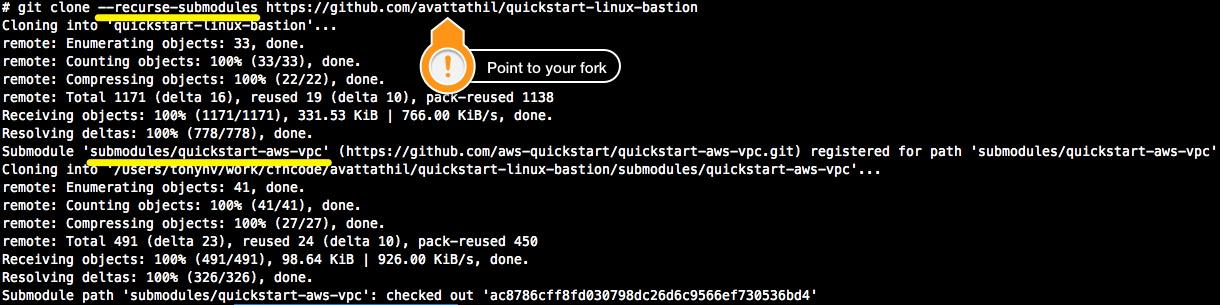 # git clone --recurse-submodules https://github.com/avattathil/quickstart-linux-bastion
Cloning into 'quickstart-linux-bastion'...
remote: Enumerating objects: 33, done.
remote: Counting objects: 100% (33/33), done.
remote: Compressing objects: 100% (22/22), done.
! Point to your fork
remote: Total 1171 (delta 16), reused 19 (delta 10), pack-reused 1138
Receiving objects: 100% (1171/1171), 331.53 KiB | 766.00 KiB/s, done.
Resolving deltas: 100% (778/778), done.
Submodule 'submodules/quickstart-aws-vpc' (https://github.com/aws-quickstart/quickstart-aws-vpc.git) registered for path 'submodules/quickstart-aws-vpc'
Cloning into '/Users/tonynv/work/cfncode/avattathil/quickstart-linux-bastion/submodules/quickstart-aws-vpc'...
remote: Enumerating objects: 41, done.
remote: Counting objects: 100% (41/41), done.
remote: Compressing objects: 100% (27/27), done.
remote: Total 491 (delta 23), reused 24 (delta 10), pack-reused 450
Receiving objects: 100% (491/491), 98.64 KiB | 926.00 KiB/s, done.
Resolving deltas: 100% (326/326), done.
Submodule path 'submodules/quickstart-aws-vpc': checked out 'ac8786cff8fd030798dc26d6c9566ef730536bd4'